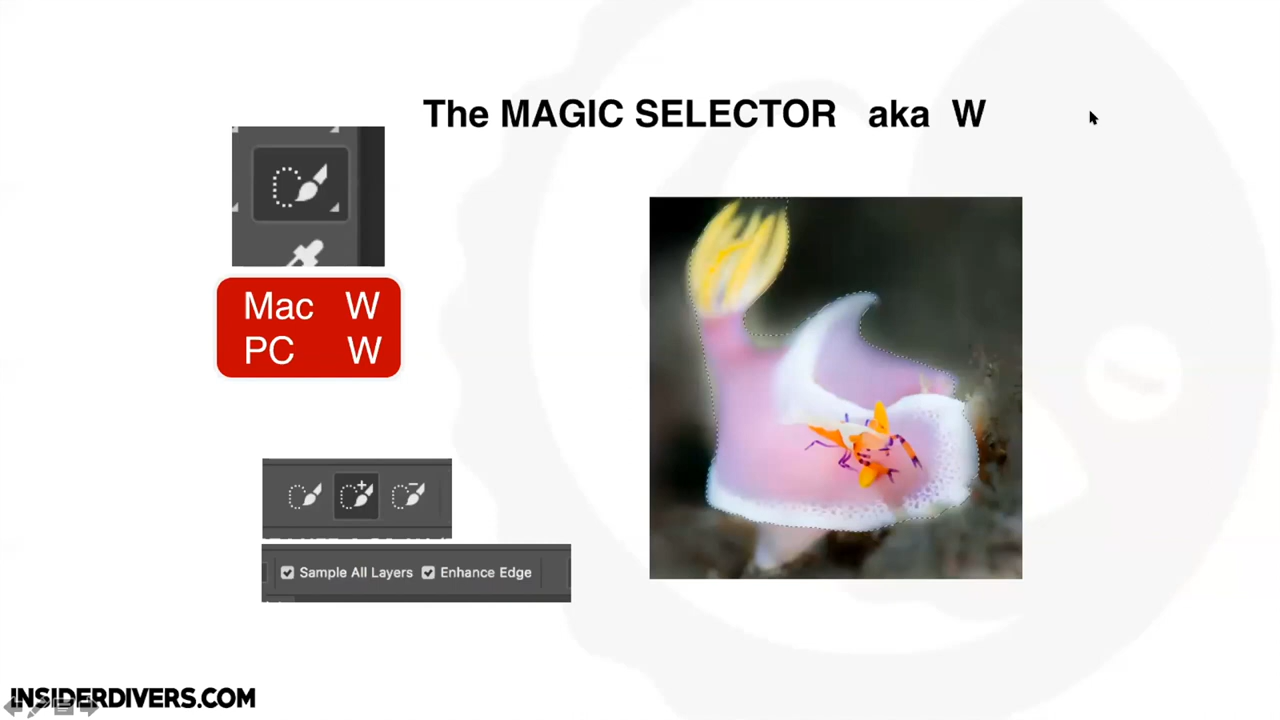 The MAGIC SELECTOR aka W
Mac W
PC W
Sample All Layers Enhance Edge
INSIDERDIVERS.COM